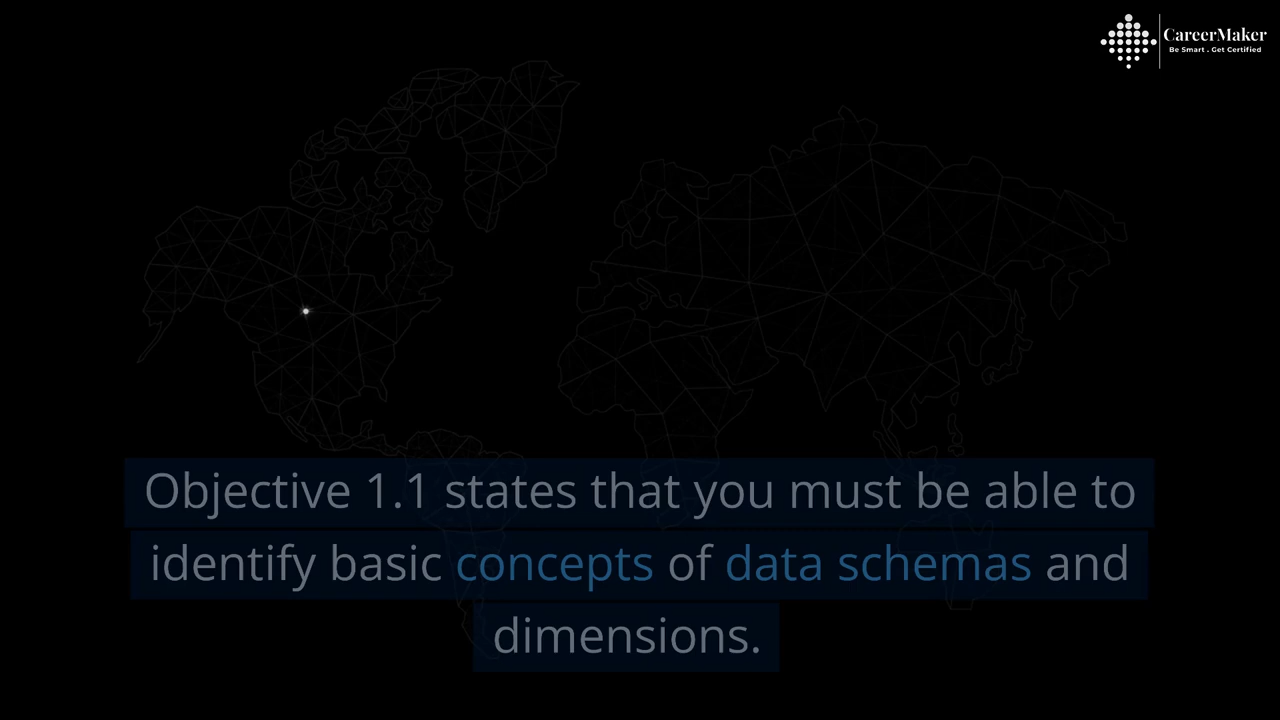 CareerMaker
Be Smart . Get Certified
Objective 1.1 states that you must be able to
identify basic concepts of data schemas and
dimensions.